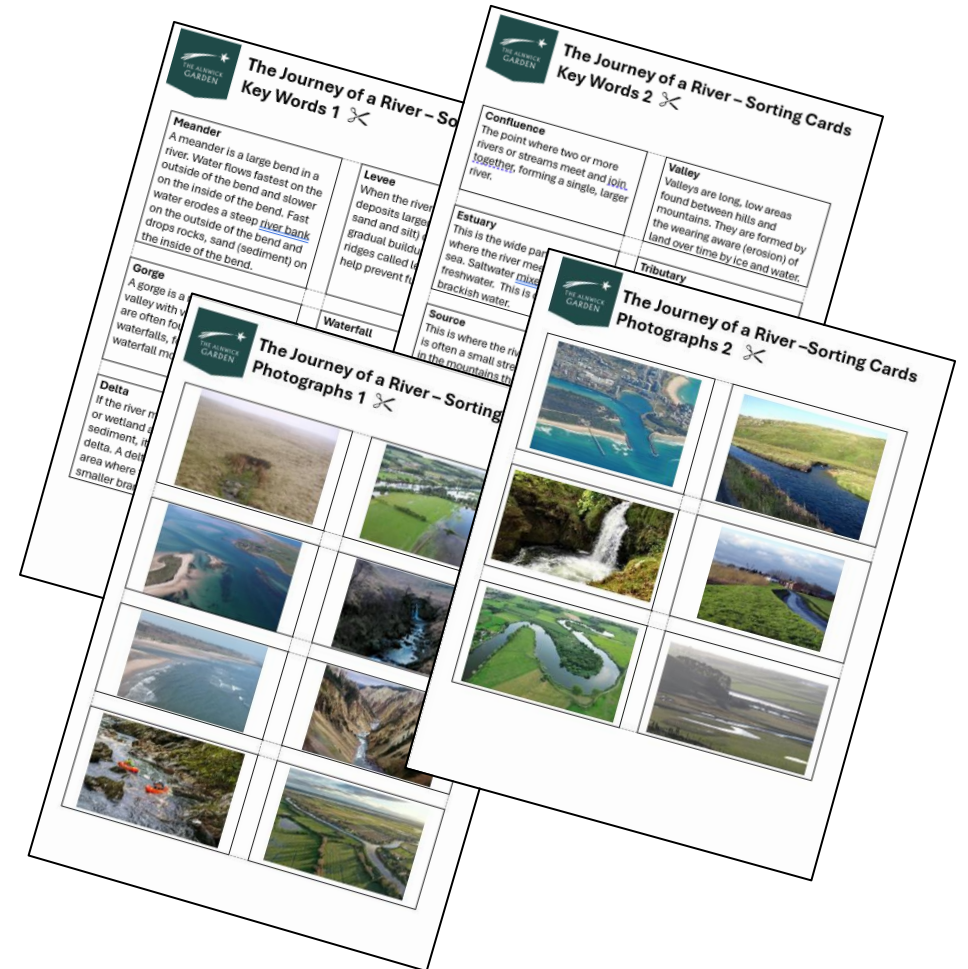 THE ALNWICK
GARDEN
The Journey of a River – So
Key Words 1
Meander
A meander is a large bend in a
river. Water flows fastest on the
outside of the bend and slower
on the inside of the bend. Fast
water erodes a steep river bank
on the outside of the bend and
drops rocks, sand (sediment) on
the inside of the bend.
Levee
When the river
deposits large
sand and silt)
gradual buildu
ridges called l
help prevent f
Gorge
A gorge is a
valley with v
are often fou
waterfalls, f
waterfall mo
Waterfall
Delta
If the river m
or wetland a
sediment, it
delta. A delt
area where
smaller bra
THE ALNWICK
GARDEN
The Journey of a River – Sorting Cards
Key Words 2
Confluence
The point where two or more
rivers or streams meet and join
together, forming a single, larger
river.
Valley
Valleys are long, low areas
found between hills and
mountains. They are formed by
the wearing aware (erosion) of
land over time by ice and water.
Estuary
This is the wide par
where the river mee
sea. Saltwater mixe
freshwater. This is
brackish water.
Tributary
Source
This is where the riv
is often a small stre
in the mountains th
THE ALNWICK
GARDEN
The Journey of a River – Sorting
Photographs 1
THE ALNWICK
GARDEN
The Journey of a River –Sorting Cards
Photographs 2